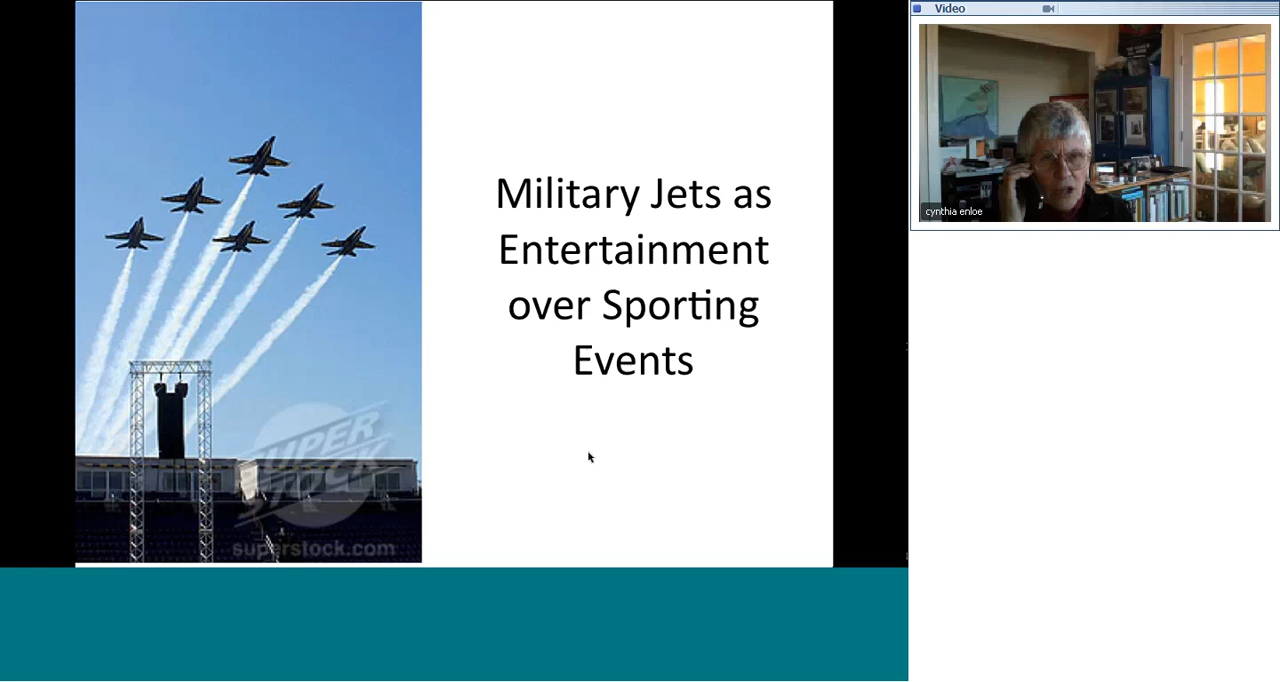 Military Jets as
Entertainment
over Sporting
Events
SUPER
STOCK
superstock.com
Video
cynthia enloe